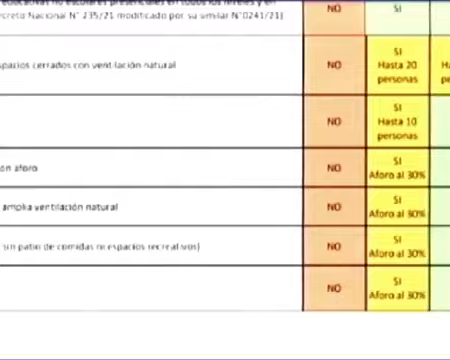 educativas no escolares presenciales en todos los niveles y en
creto Nacional N° 235/21 modificado por su similar N°0241/21)
NO
SI
spacios cerrados con ventilación natural
NO
SI
Hasta 20
personas
NO
SI
Hasta 10
personas
on aforo
NO
SI
Aforo al 30%
amplia ventilación natural
NO
SI
Aforo al 30%
sin patio de comidas ni espacios recreativos)
NO
SI
Aforo al 30%
NO
SI
Aforo al 30%